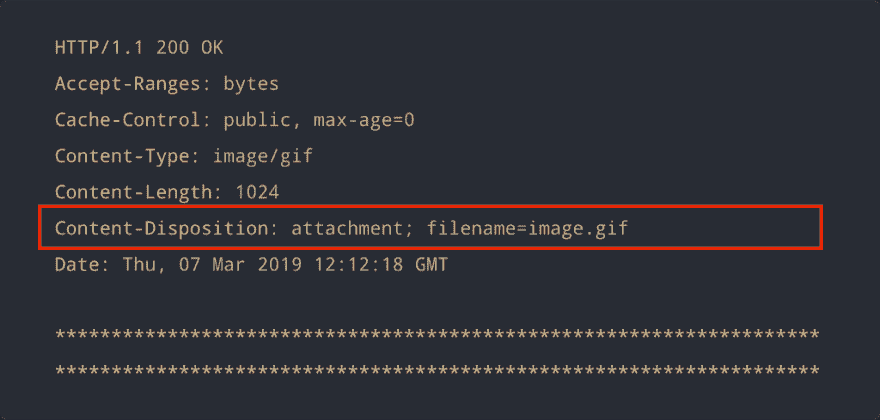 HTTP/1.1 200 OK
Accept-Ranges: bytes
Cache-Control: public, max-age=0
Content-Type: image/gif
Content-Length: 1024
Content-Disposition: attachment; filename=image.gif
Date: Thu, 07 Mar 2019 12:12:18 GMT
********************************************************************
********************************************************************